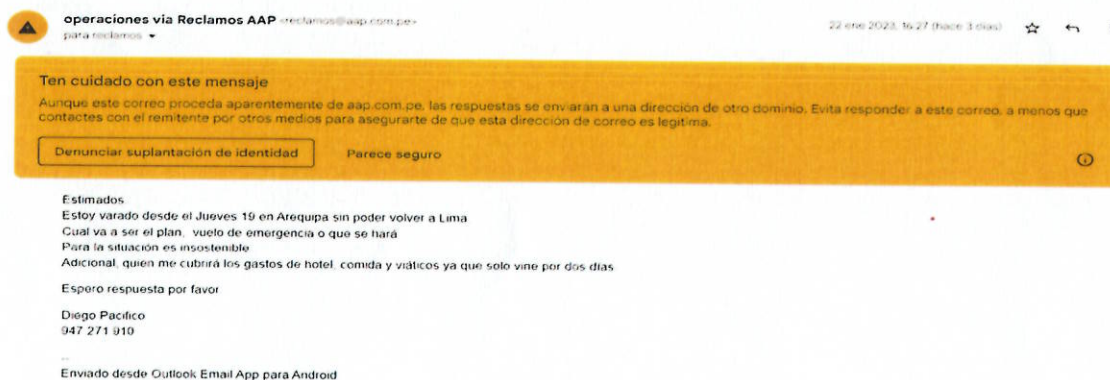 operaciones via Reclamos AAP <reclamos@aap.com.pe>
para reclamos
22 ene 2023, 16:27 (hace 3 días)
Ten cuidado con este mensaje
Aunque este correo proceda aparentemente de aap.com.pe, las respuestas se enviarán a una dirección de otro dominio. Evita responder a este correo, a menos que
contactes con el remitente por otros medios para asegurarte de que esta dirección de correo es legítima.
Denunciar suplantación de identidad
Parece seguro
Estimados
Estoy varado desde el Jueves 19 en Arequipa sin poder volver a Lima
Cual va a ser el plan, vuelo de emergencia o que se hará
Para la situación es insostenible
Adicional, quien me cubrirá los gastos de hotel, comida y viáticos ya que solo vine por dos días
Espero respuesta por favor
Diego Pacifico
947 271 910
--
Enviado desde Outlook Email App para Android